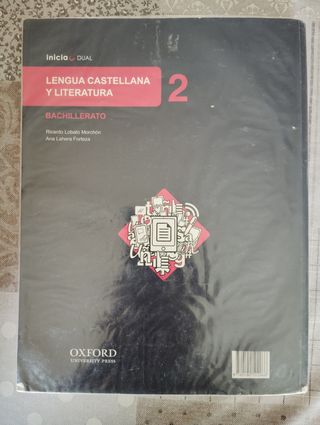 inicia DUAL
LENGUA CASTELLANA
Y LITERATURA
2
BACHILLERATO
Ricardo Lobato Morchón
Ana Lahera Forteza
OXFORD
UNIVERSITY PRESS